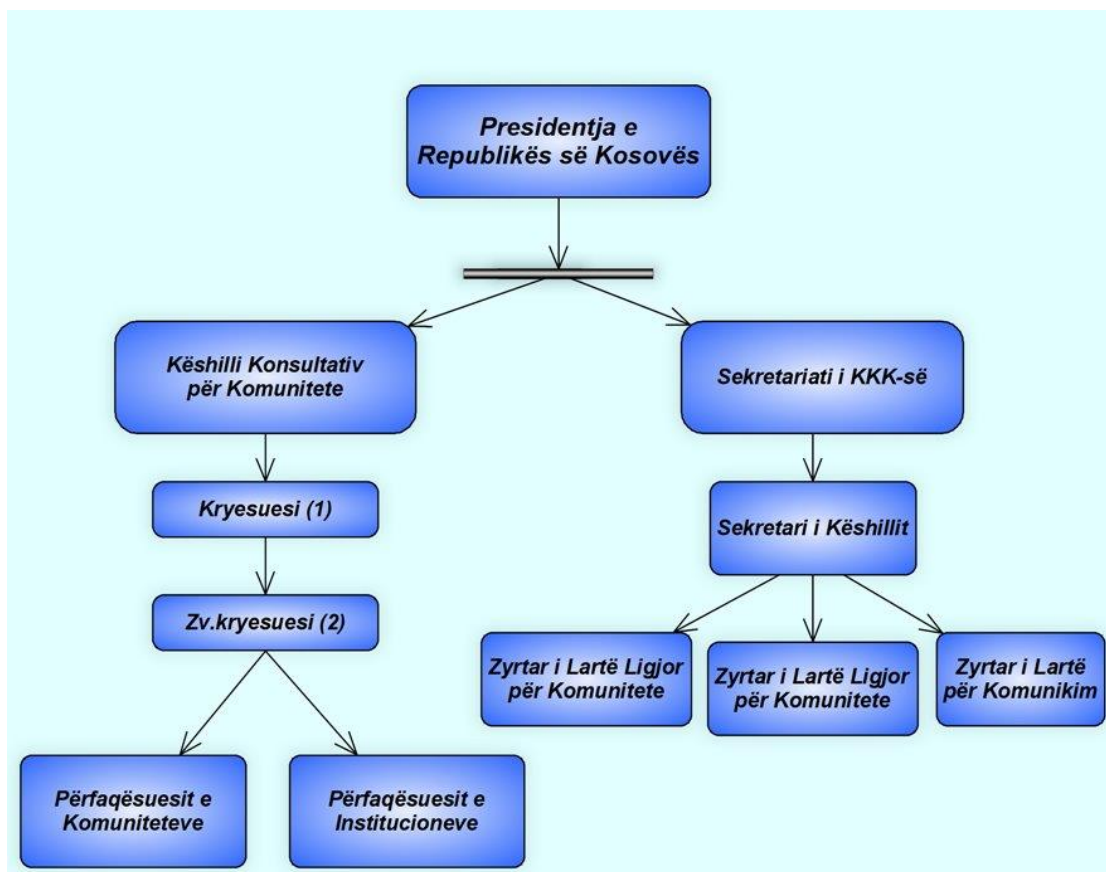 Presidentja e
Republikës së Kosovës
Këshilli Konsultativ
për Komunitete
Sekretariati i KKK-së
Kryesuesi (1)
Sekretari i Këshillit
Zv.kryesuesi (2)
Zyrtar i Lartë Ligjor
për Komunitete
Zyrtar i Lartë Ligjor
për Komunitete
Zyrtar i Lartë
për Komunikim
Përfaqësuesit e
Komuniteteve
Përfaqësuesit e
Institucioneve